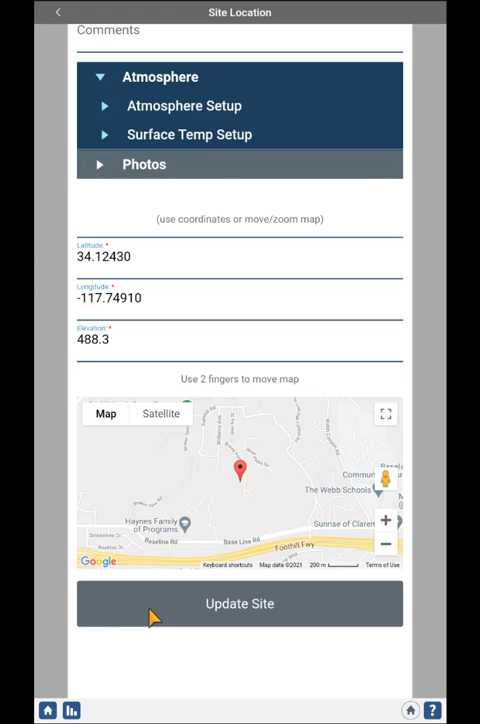 Site Location
Comments
Atmosphere
Atmosphere Setup
Surface Temp Setup
Photos
(use coordinates or move/zoom map)
Latitude: *
34.12430
Longitude: *
-117.74910
Elevation: *
488.3
Use 2 fingers to move map
Map
Satellite
Williams Ave
The Webb Schools
Haynes Family
of Programs
Sunrise of Claren
Baseline Rd
Base Line Rd
Foothill Fwy
Google
Keyboard shortcuts
Map data ©2021
200 m
Terms of Use
Update Site
?